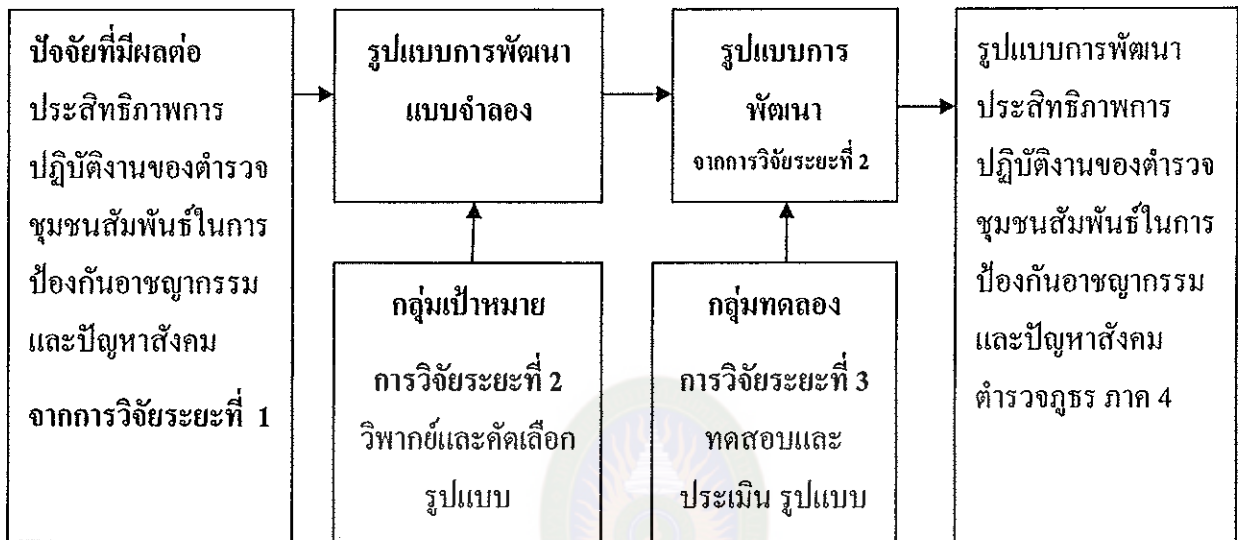 ปัจจัยที่มีผลต่อ
ประสิทธิภาพการ
ปฏิบัติงานของตำรวจ
ชุมชนสัมพันธ์ในการ
ป้องกันอาชญากรรม
และปัญหาสังคม
จากการวิจัยระยะที่ 1
รูปแบบการพัฒนา
แบบจำลอง
กลุ่มเป้าหมาย
การวิจัยระยะที่ 2
วิพากย์และคัดเลือก
รูปแบบ
รูปแบบการ
พัฒนา
จากการวิจัยระยะที่ 2
กลุ่มทดลอง
การวิจัยระยะที่ 3
ทดสอบและ
ประเมิน รูปแบบ
รูปแบบการพัฒนา
ประสิทธิภาพการ
ปฏิบัติงานของตำรวจ
ชุมชนสัมพันธ์ในการ
ป้องกันอาชญากรรม
และปัญหาสังคม
ตำรวจภูธร ภาค 4